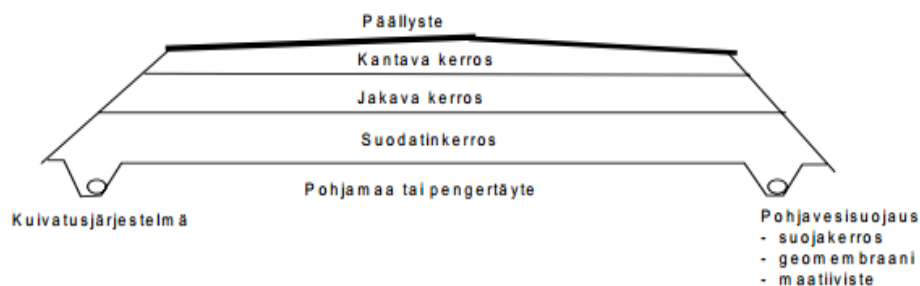 Päällyste
Kantava kerros
Jakava kerros
Suodatinkerros
Pohjamaa tai pengertäyte
Kuivatusjärjestelmä
Pohjavesisuojaus
- suojakerros
- geomembraani
- maatiiviste